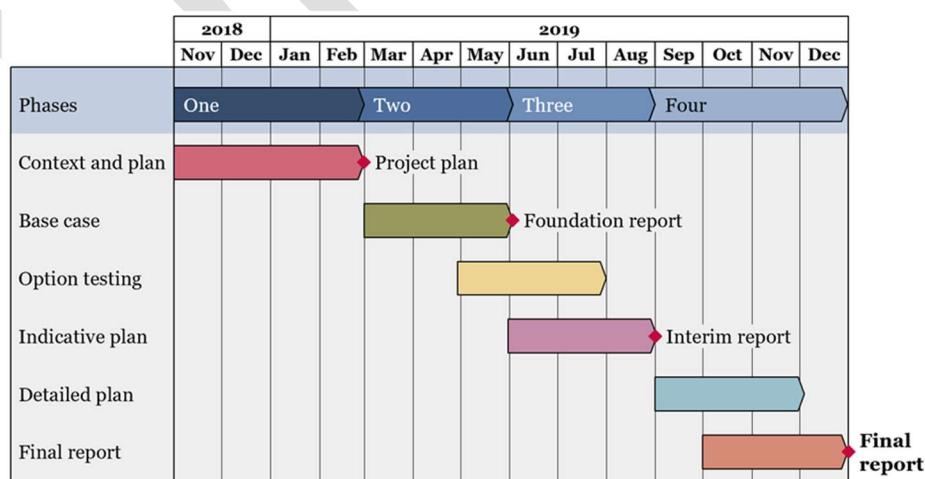 2018 2019
Nov Dec Jan Feb Mar Apr May Jun Jul Aug Sep Oct Nov Dec
Phases One Two Three Four
Context and plan Project plan
Base case Foundation report
Option testing
Indicative plan Interim report
Detailed plan
Final report Final
report